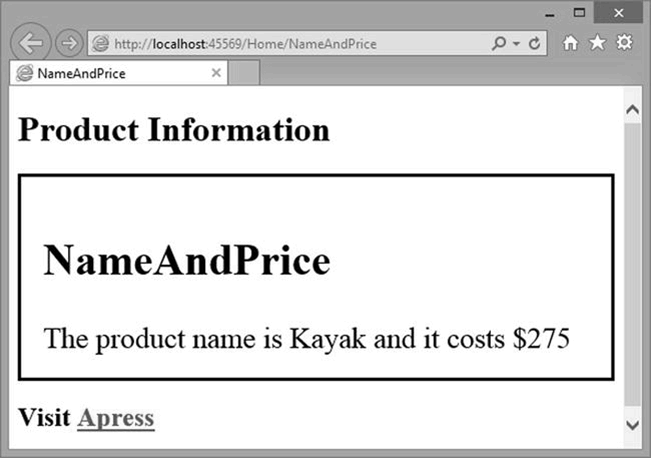 http://localhost:45569/Home/NameAndPrice
NameAndPrice
Product Information
NameAndPrice
The product name is Kayak and it costs $275
Visit Apress